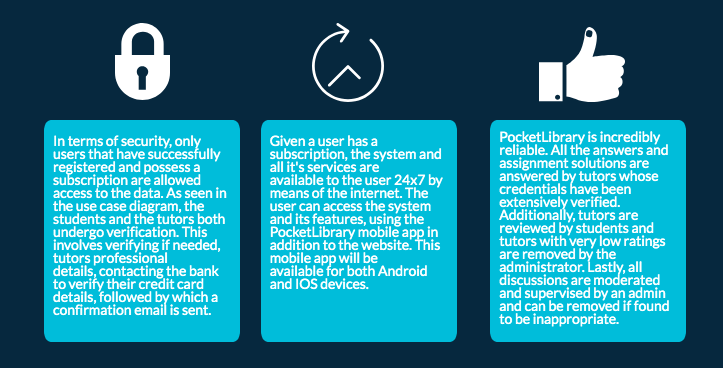 In terms of security, only
users that have successfully
registered and possess a
subscription are allowed
access to the data. As seen in
the use case diagram, the
students and the tutors both
undergo verification. This
involves verifying if needed,
tutors professional
details, contacting the bank
to verify their credit card
details, followed by which a
confirmation email is sent.
Given a user has a
subscription, the system and
all it's services are
available to the user 24x7 by
means of the internet. The
user can access the system
and its features, using the
PocketLibrary mobile app in
addition to the website. This
mobile app will be
available for both Android
and IOS devices.
PocketLibrary is incredibly
reliable. All the answers and
assignment solutions are
answered by tutors whose
credentials have been
extensively verified.
Additionally, tutors are
reviewed by students and
tutors with very low ratings
are removed by the
administrator. Lastly, all
discussions are moderated
and supervised by an admin
and can be removed if found
to be inappropriate.